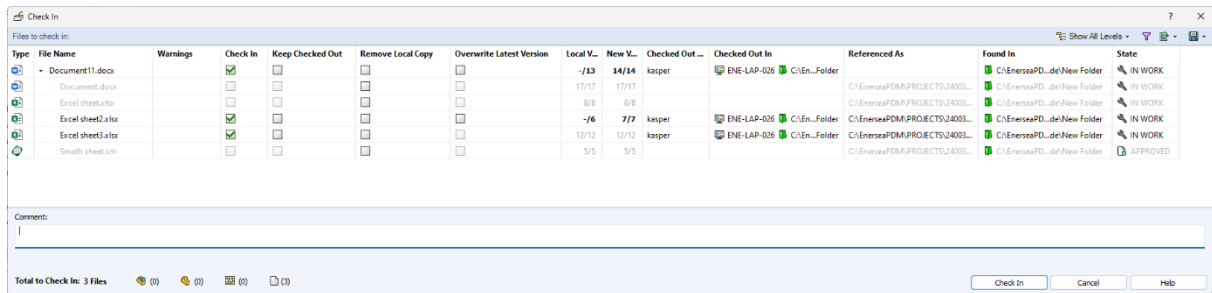 Check In
Files to check in: Show All Levels
Type File Name Warnings Check In Keep Checked Out Remove Local Copy Overwrite Latest Version Local V... New V... Checked Out ... Checked Out In Referenced As Found In State
Document11.docx -/13 14/14 kasper ENE-LAP-026 C:\En...Folder C:\EnerseaPD...de\New Folder IN WORK
Document.docx 17/17 17/17 C:\EnerseaPDM\PROJECTS\24003... C:\EnerseaPD...de\New Folder IN WORK
Excel sheet.xlsx 8/8 8/8 C:\EnerseaPDM\PROJECTS\24003... C:\EnerseaPD...de\New Folder IN WORK
Excel sheet2.xlsx -/6 7/7 kasper ENE-LAP-026 C:\En...Folder C:\EnerseaPDM\PROJECTS\24003... C:\EnerseaPD...de\New Folder IN WORK
Excel sheet3.xlsx 12/12 12/12 kasper ENE-LAP-026 C:\En...Folder C:\EnerseaPDM\PROJECTS\24003... C:\EnerseaPD...de\New Folder IN WORK
Smath sheet.sm 5/5 5/5 C:\EnerseaPDM\PROJECTS\24003... C:\EnerseaPD...de\New Folder APPROVED
Comment:
Total to Check In: 3 Files (0) (0) (0) (3) Check In Cancel Help